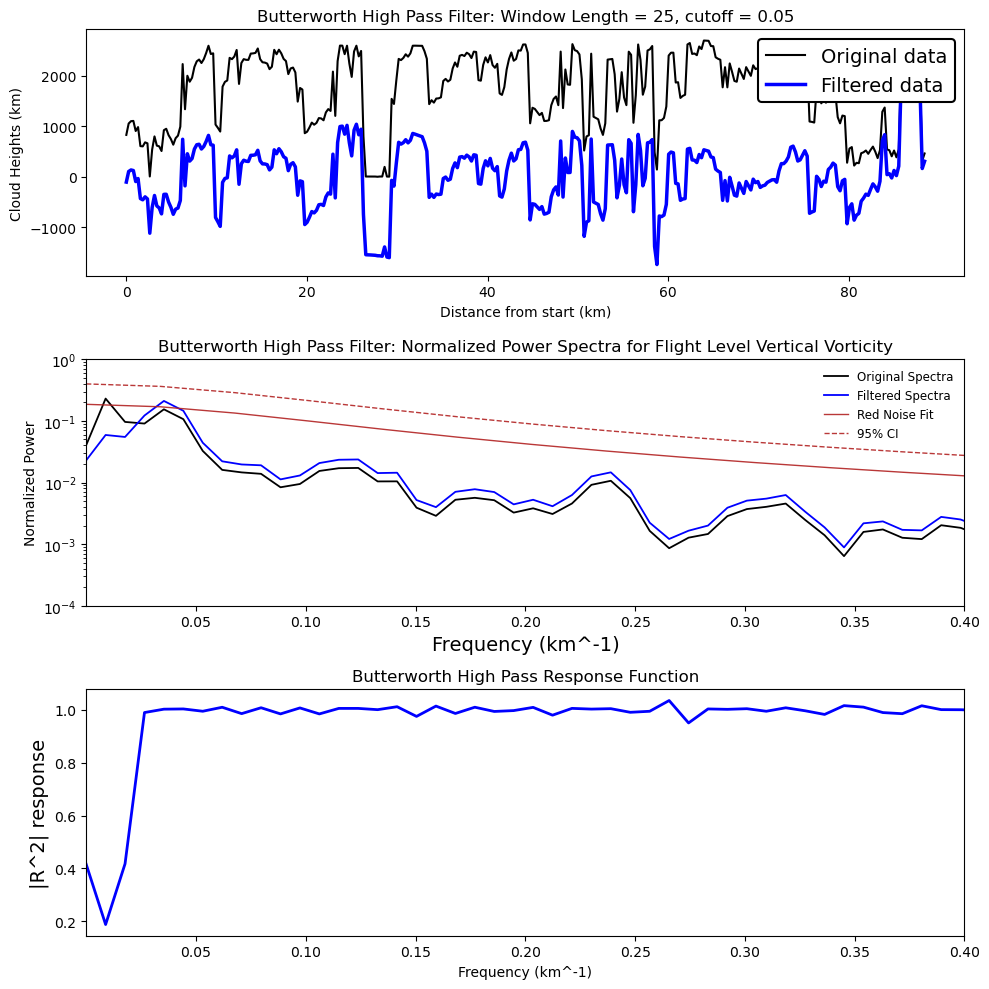 Butterworth High Pass Filter: Window Length = 25, cutoff = 0.05
Cloud Heights (km)
2000
1000
0
−1000
Original data
Filtered data
0
20
40
60
80
Distance from start (km)
Butterworth High Pass Filter: Normalized Power Spectra for Flight Level Vertical Vorticity
Normalized Power
10^0
10^−1
10^−2
10^−3
10^−4
Original Spectra
Filtered Spectra
Red Noise Fit
95% CI
0.05
0.10
0.15
0.20
0.25
0.30
0.35
0.40
Frequency (km^-1)
Butterworth High Pass Response Function
|R^2| response
1.0
0.8
0.6
0.4
0.2
0.05
0.10
0.15
0.20
0.25
0.30
0.35
0.40
Frequency (km^-1)